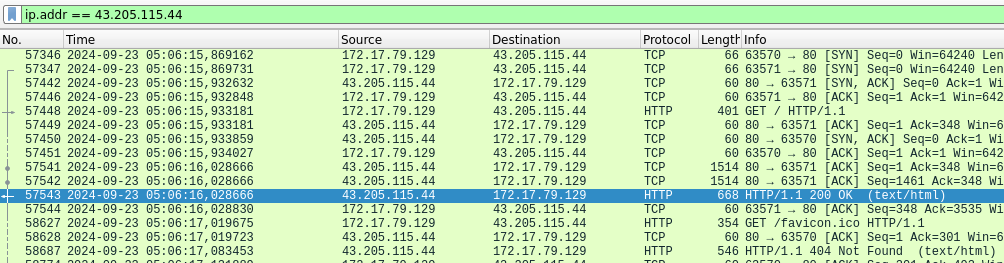 ip.addr == 43.205.115.44
No. Time Source Destination Protocol Length Info
57346 2024-09-23 05:06:15,869162 172.17.79.129 43.205.115.44 TCP 66 63570 → 80 [SYN] Seq=0 Win=64240 Len
57347 2024-09-23 05:06:15,869731 172.17.79.129 43.205.115.44 TCP 66 63571 → 80 [SYN] Seq=0 Win=64240 Len
57442 2024-09-23 05:06:15,932632 43.205.115.44 172.17.79.129 TCP 60 80 → 63571 [SYN, ACK] Seq=0 Ack=1 Wi
57446 2024-09-23 05:06:15,932848 172.17.79.129 43.205.115.44 TCP 60 63571 → 80 [ACK] Seq=1 Ack=1 Win=642
57448 2024-09-23 05:06:15,933181 172.17.79.129 43.205.115.44 HTTP 401 GET / HTTP/1.1
57449 2024-09-23 05:06:15,933181 43.205.115.44 172.17.79.129 TCP 60 80 → 63571 [ACK] Seq=1 Ack=348 Win=6
57450 2024-09-23 05:06:15,933859 43.205.115.44 172.17.79.129 TCP 60 80 → 63570 [SYN, ACK] Seq=0 Ack=1 Wi
57451 2024-09-23 05:06:15,934027 172.17.79.129 43.205.115.44 TCP 60 63570 → 80 [ACK] Seq=1 Ack=1 Win=642
57541 2024-09-23 05:06:16,028666 43.205.115.44 172.17.79.129 TCP 1514 80 → 63571 [ACK] Seq=1 Ack=348 Win=6
57542 2024-09-23 05:06:16,028666 43.205.115.44 172.17.79.129 TCP 1514 80 → 63571 [ACK] Seq=1461 Ack=348 Wi
57543 2024-09-23 05:06:16,028666 43.205.115.44 172.17.79.129 HTTP 668 HTTP/1.1 200 OK (text/html)
57544 2024-09-23 05:06:16,028830 172.17.79.129 43.205.115.44 TCP 60 63571 → 80 [ACK] Seq=348 Ack=3535 Wi
58627 2024-09-23 05:06:17,019675 172.17.79.129 43.205.115.44 HTTP 354 GET /favicon.ico HTTP/1.1
58628 2024-09-23 05:06:17,019723 43.205.115.44 172.17.79.129 TCP 60 80 → 63570 [ACK] Seq=1 Ack=301 Win=6
58687 2024-09-23 05:06:17,083453 43.205.115.44 172.17.79.129 HTTP 546 HTTP/1.1 404 Not Found (text/html)